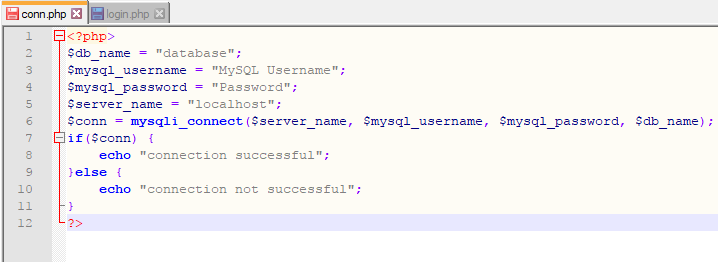 conn.php login.php
1 <?php
2 $db_name = "database";
3 $mysql_username = "MySQL Username";
4 $mysql_password = "Password";
5 $server_name = "localhost";
6 $conn = mysqli_connect($server_name, $mysql_username, $mysql_password, $db_name);
7 if($conn) {
8     echo "connection successful";
9 }else {
10     echo "connection not successful";
11 }
12 ?>